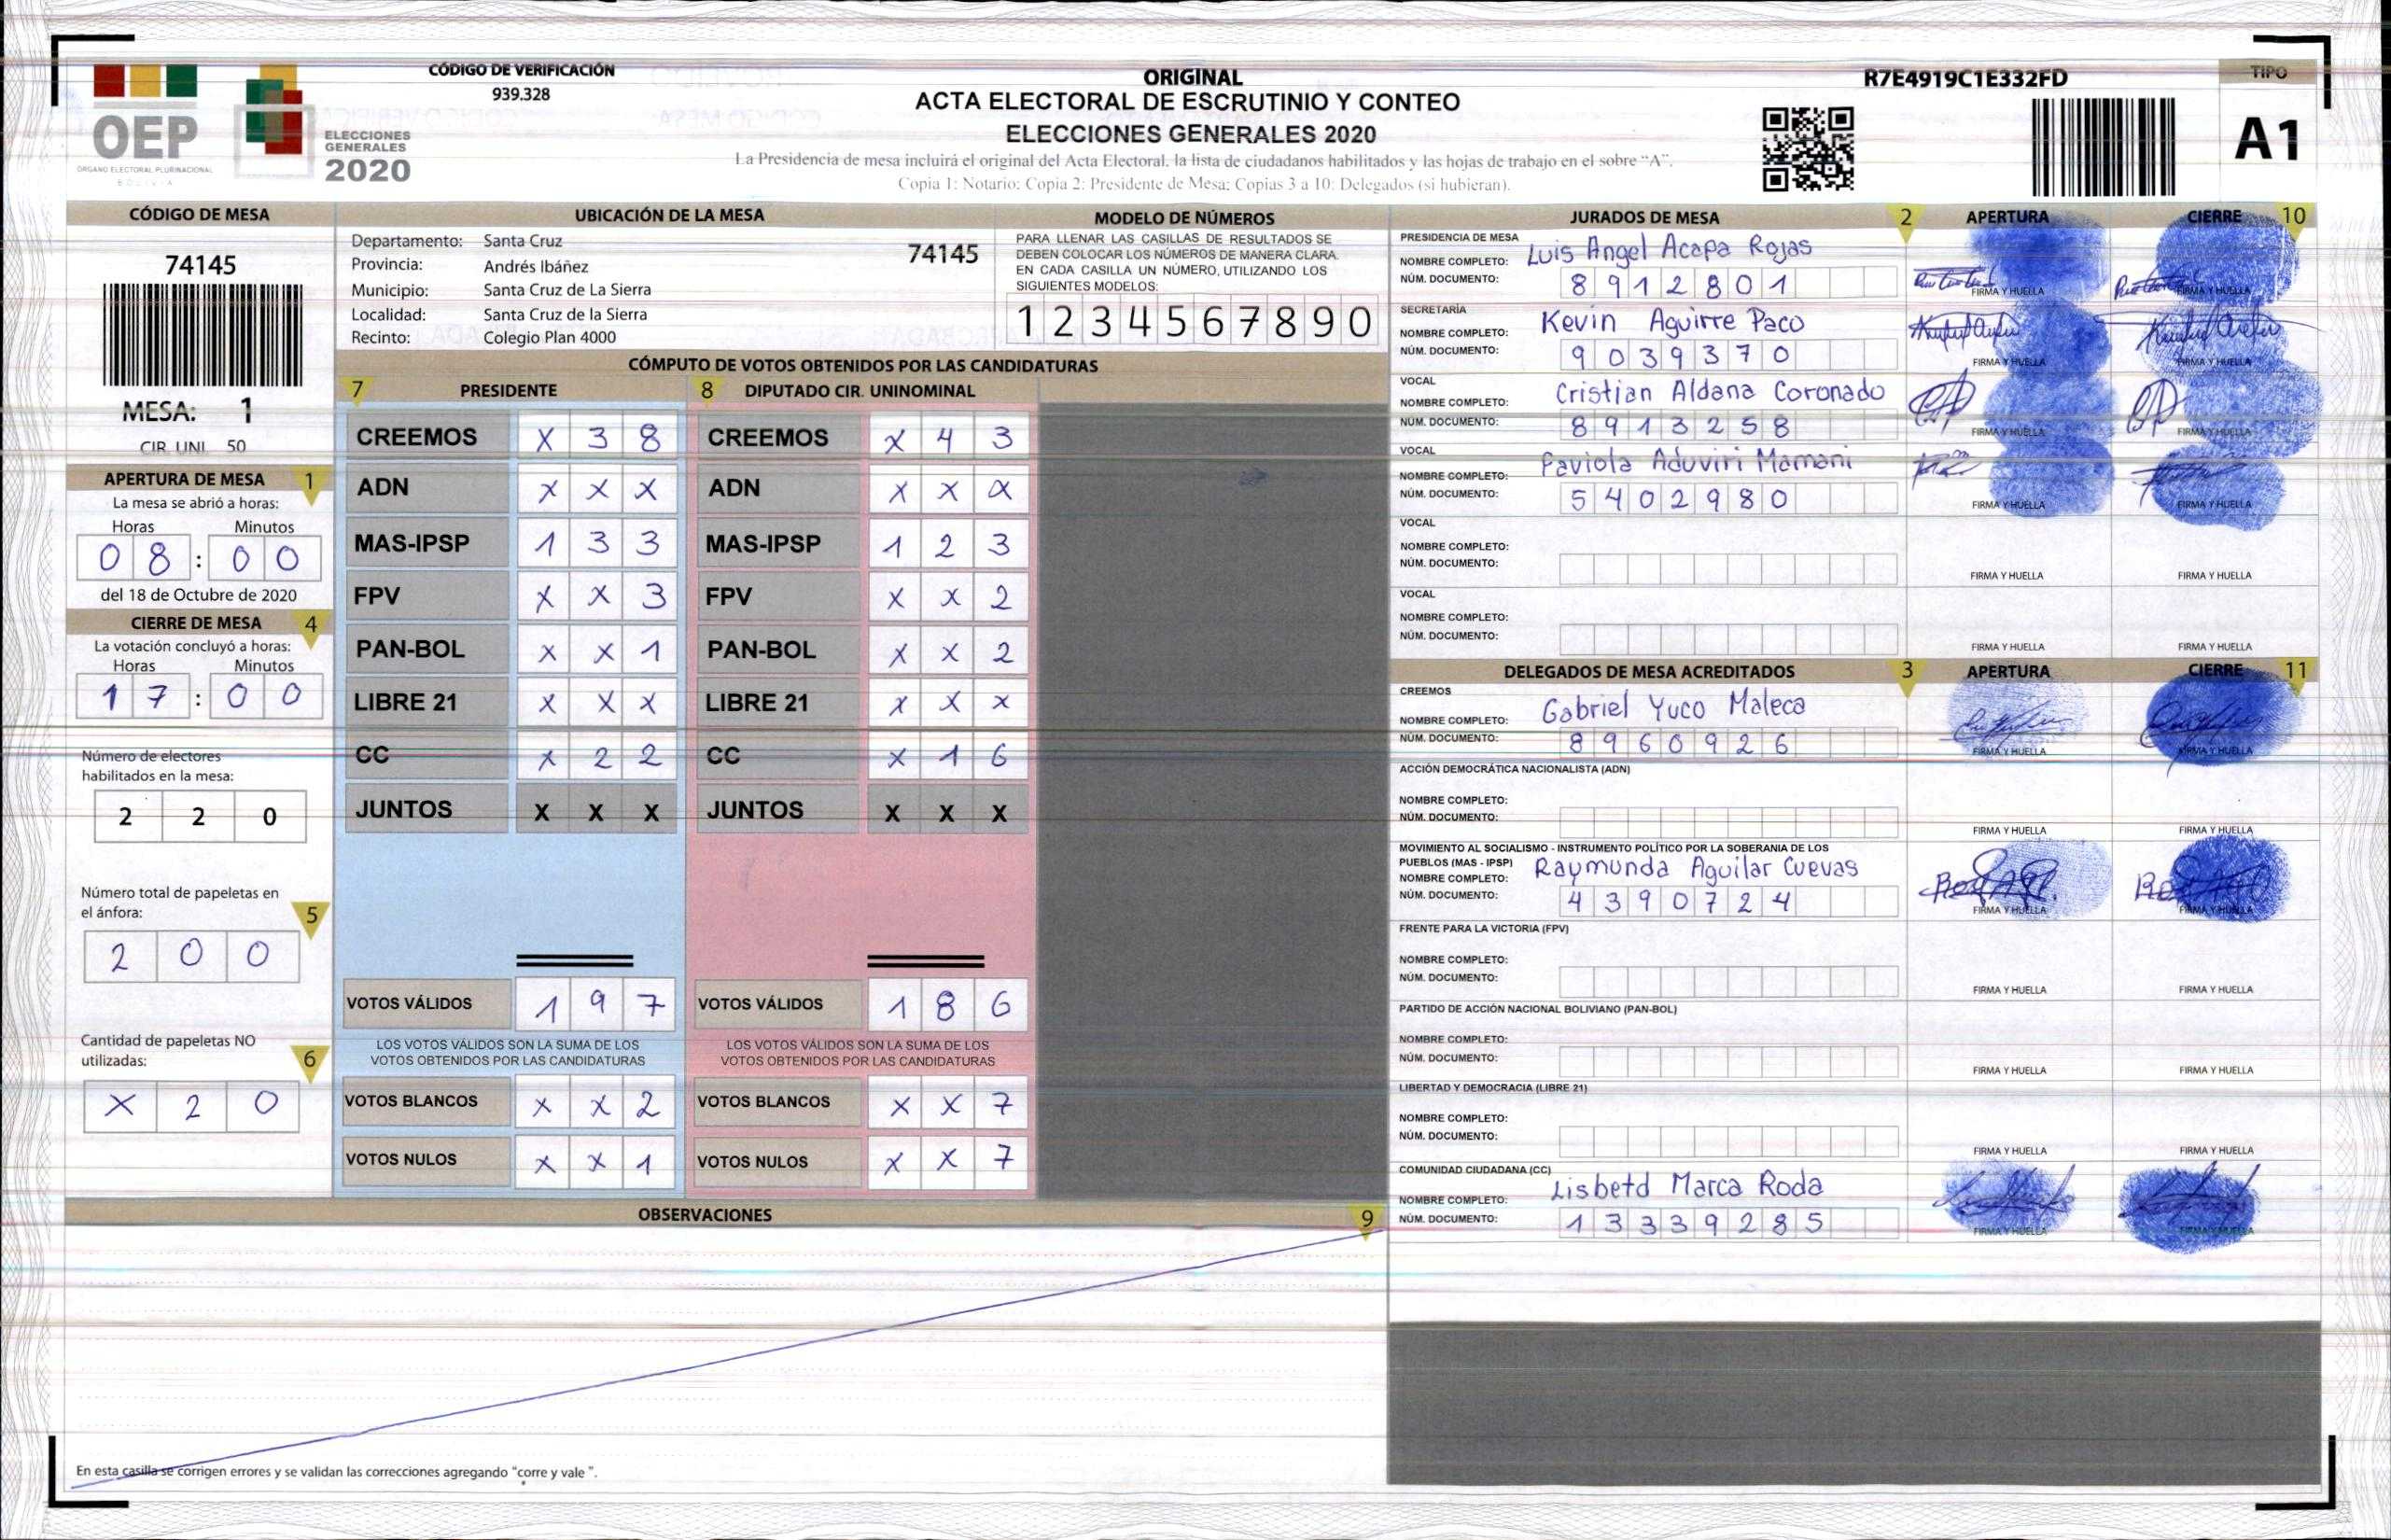 OEP
ÓRGANO ELECTORAL PLURINACIONAL
BOLIVIA
ELECCIONES
GENERALES
2020
CÓDIGO DE VERIFICACIÓN
939.328
ORIGINAL
ACTA ELECTORAL DE ESCRUTINIO Y CONTEO
ELECCIONES GENERALES 2020
La Presidencia de mesa incluirá el original del Acta Electoral, la lista de ciudadanos habilitados y las hojas de trabajo en el sobre "A".
Copia 1: Notario; Copia 2: Presidente de Mesa; Copias 3 a 10: Delegados (si hubieran).
R7E4919C1E332FD
TIPO
A1
CÓDIGO DE MESA
74145
MESA: 1
CIR. UNI. 50
APERTURA DE MESA 1
La mesa se abrió a horas:
Horas Minutos
0 8 : 0 0
del 18 de Octubre de 2020
CIERRE DE MESA 4
La votación concluyó a horas:
Horas Minutos
1 7 : 0 0
Número de electores
habilitados en la mesa:
2 2 0
Número total de papeletas en
el ánfora: 5
2 0 0
Cantidad de papeletas NO
utilizadas: 6
X 2 0
UBICACIÓN DE LA MESA
Departamento: Santa Cruz
74145
Provincia: Andrés Ibáñez
Municipio: Santa Cruz de La Sierra
Localidad: Santa Cruz de la Sierra
Recinto: Colegio Plan 4000
MODELO DE NÚMEROS
PARA LLENAR LAS CASILLAS DE RESULTADOS SE
DEBEN COLOCAR LOS NÚMEROS DE MANERA CLARA.
EN CADA CASILLA UN NÚMERO, UTILIZANDO LOS
SIGUIENTES MODELOS:
1 2 3 4 5 6 7 8 9 0
CÓMPUTO DE VOTOS OBTENIDOS POR LAS CANDIDATURAS
7 PRESIDENTE
CREEMOS X 3 8
ADN X X X
MAS-IPSP 1 3 3
FPV X X 3
PAN-BOL X X 1
LIBRE 21 X X X
CC X 2 2
JUNTOS X X X
VOTOS VÁLIDOS 1 9 7
LOS VOTOS VÁLIDOS SON LA SUMA DE LOS
VOTOS OBTENIDOS POR LAS CANDIDATURAS
VOTOS BLANCOS X X 2
VOTOS NULOS X X 1
8 DIPUTADO CIR. UNINOMINAL
CREEMOS X 4 3
ADN X X X
MAS-IPSP 1 2 3
FPV X X 2
PAN-BOL X X 2
LIBRE 21 X X X
CC X 1 6
JUNTOS X X X
VOTOS VÁLIDOS 1 8 6
LOS VOTOS VÁLIDOS SON LA SUMA DE LOS
VOTOS OBTENIDOS POR LAS CANDIDATURAS
VOTOS BLANCOS X X 7
VOTOS NULOS X X 7
OBSERVACIONES 9
En esta casilla se corrigen errores y se validan las correcciones agregando "corre y vale ".
JURADOS DE MESA 2 APERTURA CIERRE 10
PRESIDENCIA DE MESA
NOMBRE COMPLETO: Luis Angel Acapa Rojas
NÚM. DOCUMENTO: 8 9 1 2 8 0 1
FIRMA Y HUELLA FIRMA Y HUELLA
SECRETARÍA
NOMBRE COMPLETO: Kevin Aguirre Paco
NÚM. DOCUMENTO: 9 0 3 9 3 7 0
FIRMA Y HUELLA FIRMA Y HUELLA
VOCAL
NOMBRE COMPLETO: Cristian Aldana Coronado
NÚM. DOCUMENTO: 8 9 1 3 2 5 8
FIRMA Y HUELLA FIRMA Y HUELLA
VOCAL
NOMBRE COMPLETO: Faviola Aduviri Mamani
NÚM. DOCUMENTO: 5 4 0 2 9 8 0
FIRMA Y HUELLA FIRMA Y HUELLA
VOCAL
NOMBRE COMPLETO:
NÚM. DOCUMENTO:
FIRMA Y HUELLA FIRMA Y HUELLA
VOCAL
NOMBRE COMPLETO:
NÚM. DOCUMENTO:
FIRMA Y HUELLA FIRMA Y HUELLA
DELEGADOS DE MESA ACREDITADOS 3 APERTURA CIERRE 11
CREEMOS
NOMBRE COMPLETO: Gabriel Yuco Maleca
NÚM. DOCUMENTO: 8 9 6 0 9 2 6
FIRMA Y HUELLA FIRMA Y HUELLA
ACCIÓN DEMOCRÁTICA NACIONALISTA (ADN)
NOMBRE COMPLETO:
NÚM. DOCUMENTO:
FIRMA Y HUELLA FIRMA Y HUELLA
MOVIMIENTO AL SOCIALISMO - INSTRUMENTO POLÍTICO POR LA SOBERANIA DE LOS
PUEBLOS (MAS - IPSP)
NOMBRE COMPLETO: Raymunda Aguilar Cuevas
NÚM. DOCUMENTO: 4 3 9 0 7 2 4
FIRMA Y HUELLA FIRMA Y HUELLA
FRENTE PARA LA VICTORIA (FPV)
NOMBRE COMPLETO:
NÚM. DOCUMENTO:
FIRMA Y HUELLA FIRMA Y HUELLA
PARTIDO DE ACCIÓN NACIONAL BOLIVIANO (PAN-BOL)
NOMBRE COMPLETO:
NÚM. DOCUMENTO:
FIRMA Y HUELLA FIRMA Y HUELLA
LIBERTAD Y DEMOCRACIA (LIBRE 21)
NOMBRE COMPLETO:
NÚM. DOCUMENTO:
FIRMA Y HUELLA FIRMA Y HUELLA
COMUNIDAD CIUDADANA (CC)
NOMBRE COMPLETO: Lisbetd Marca Roda
NÚM. DOCUMENTO: 1 3 3 3 9 2 8 5
FIRMA Y HUELLA FIRMA Y HUELLA